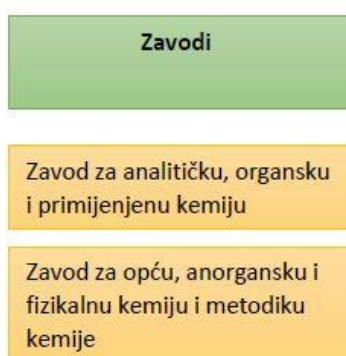 Zavodi
Zavod za analitičku, organsku
i primijenjenu kemiju
Zavod za opću, anorgansku i
fizikalnu kemiju i metodiku
kemije